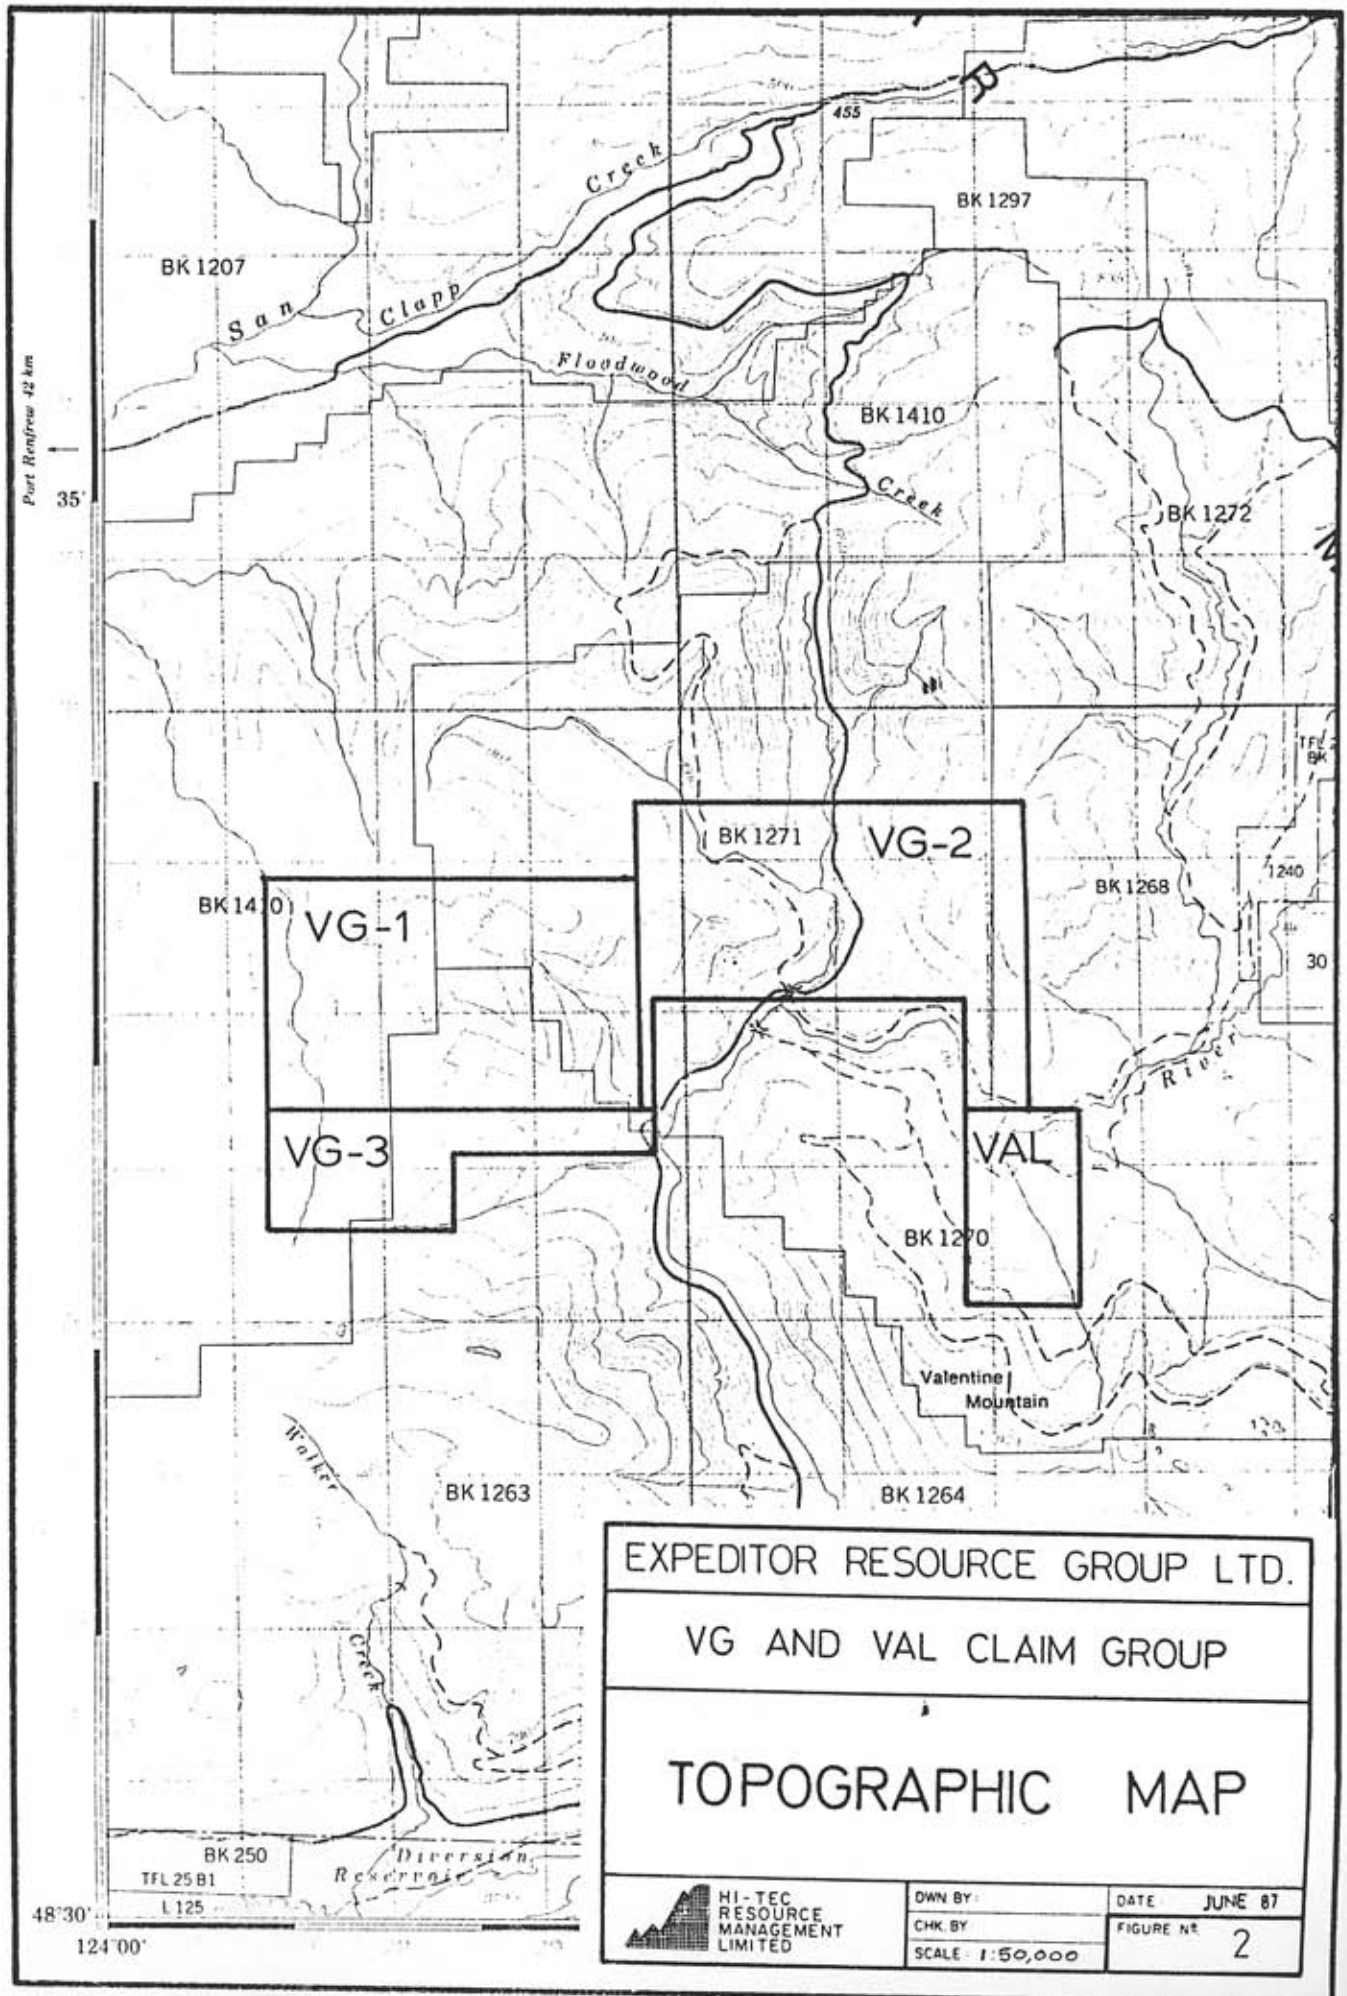 R
455
Creek
BK 1297
BK 1207
San
Clapp
Port Renfrew 42 km
Floodwood
BK 1410
35'
Creek
BK 1272
TFL 2
BK
BK 1271
VG-2
BK 1268
1240
BK 1410
VG-1
30
River
VG-3
VAL
BK 1270
Valentine
Mountain
Walker
BK 1263
BK 1264
Creek
BK 250
TFL 25 B1
L 125
Diversion
Reservoir
48°30'
124°00'
EXPEDITOR RESOURCE GROUP LTD.
VG AND VAL CLAIM GROUP
TOPOGRAPHIC MAP
HI-TEC
RESOURCE
MANAGEMENT
LIMITED
DWN BY:
CHK. BY
SCALE: 1:50,000
DATE: JUNE 87
FIGURE Nº 2